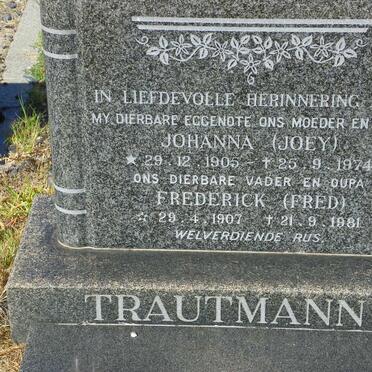 IN LIEFDEVOLLE HERINNERING
MY DIERBARE EGGENOTE ONS MOEDER EN
JOHANNA (JOEY)
★ 29.12.1905 - † 25.9.1974
ONS DIERBARE VADER EN OUPA
FREDERICK (FRED)
☆ 29.4.1907 - † 21.9.1981
WELVERDIENDE RUS.
TRAUTMANN